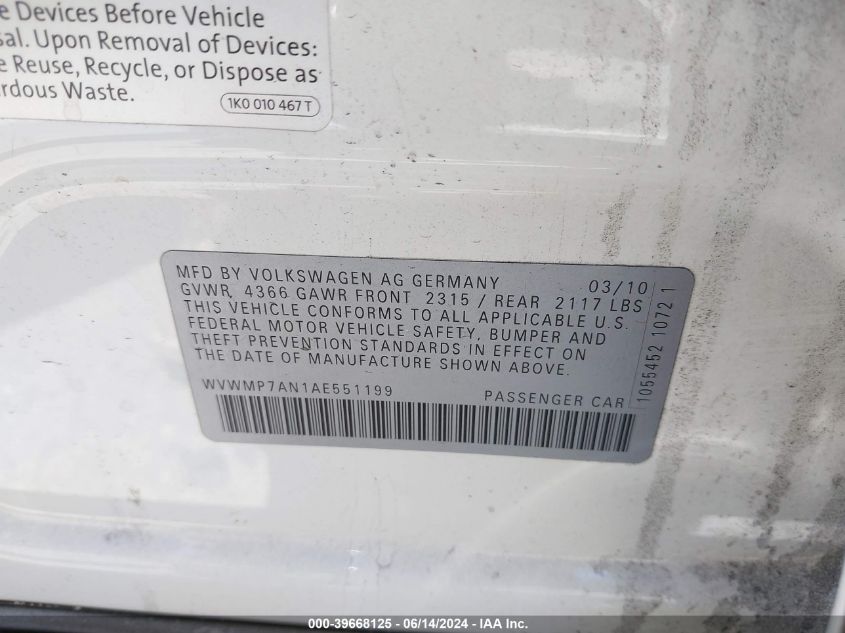 e Devices Before Vehicle
sal. Upon Removal of Devices:
e Reuse, Recycle, or Dispose as
rdous Waste.
1K0 010 467 T
MFD BY VOLKSWAGEN AG GERMANY 03/10
GVWR, 4366 GAWR FRONT 2315 / REAR 2117 LBS
THIS VEHICLE CONFORMS TO ALL APPLICABLE U.S.
FEDERAL MOTOR VEHICLE SAFETY, BUMPER AND
THEFT PREVENTION STANDARDS IN EFFECT ON
THE DATE OF MANUFACTURE SHOWN ABOVE.
WVWMP7AN1AE551199 PASSENGER CAR
1055452 1072 1
000-39668125 - 06/14/2024 - IAA Inc.